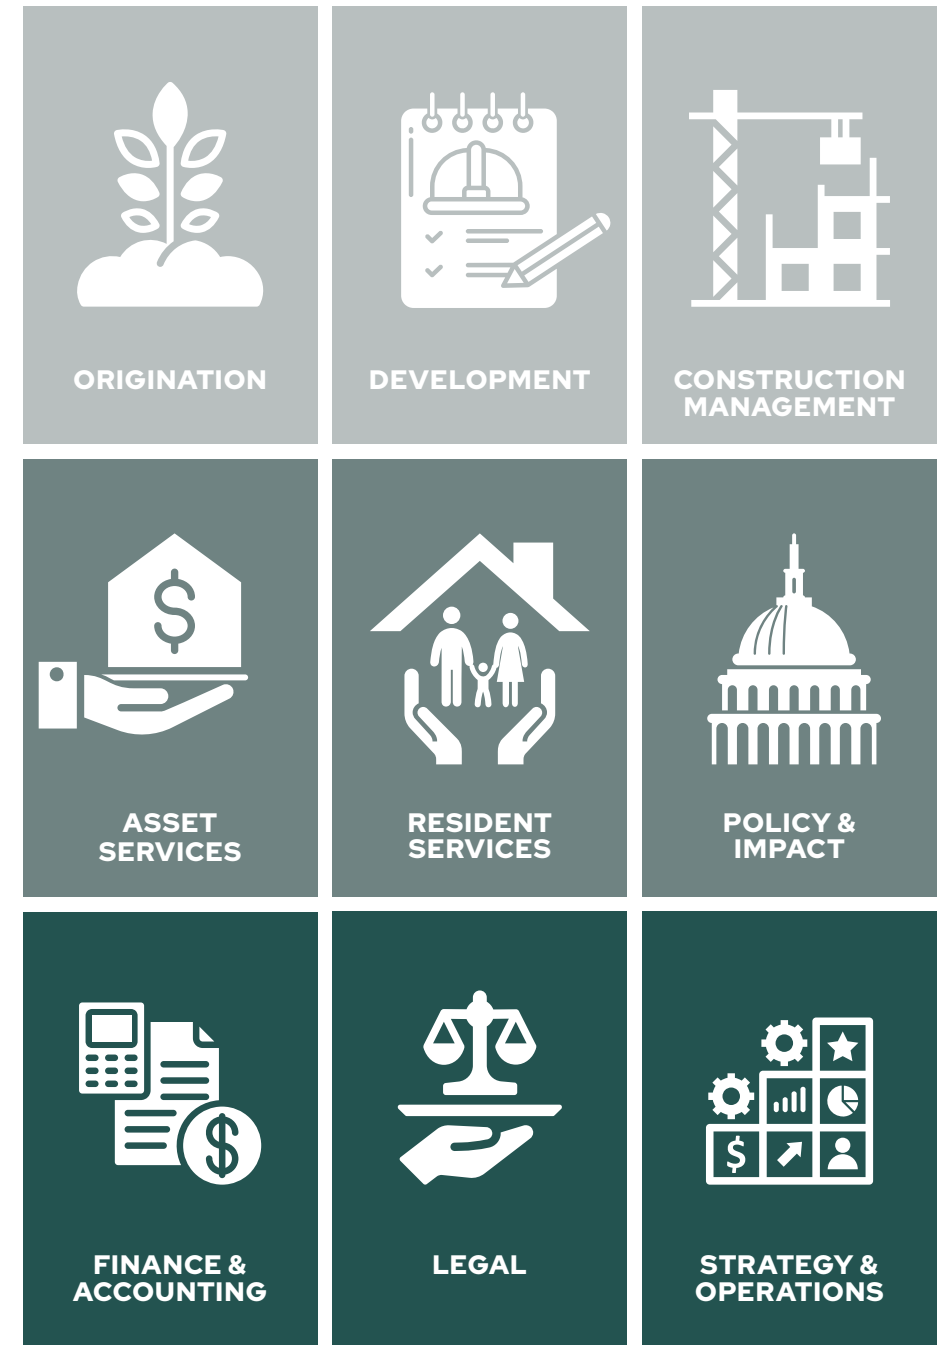 ORIGINATION
DEVELOPMENT
CONSTRUCTION
MANAGEMENT
$
ASSET
SERVICES
RESIDENT
SERVICES
POLICY &
IMPACT
$
FINANCE &
ACCOUNTING
LEGAL
$
STRATEGY &
OPERATIONS